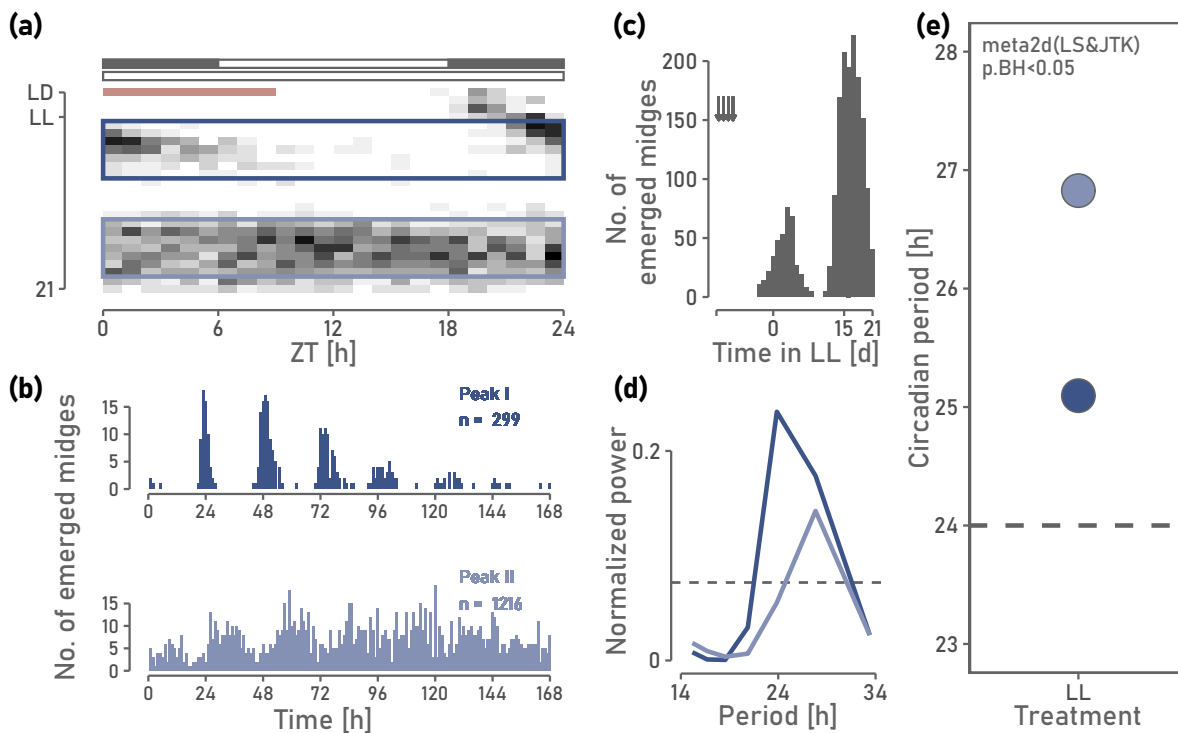 (a)
LD
LL
21
0
6
12
18
24
ZT [h]
(b)
No. of emerged midges
15
10
5
0
Peak I
n = 299
0
24
48
72
96
120
144
168
15
10
5
0
Peak II
n = 1216
0
24
48
72
96
120
144
168
Time [h]
(c)
No. of
emerged midges
200
150
100
50
0
0
15
21
Time in LL [d]
(d)
Normalized power
0.2
0
14
24
34
Period [h]
(e)
meta2d(LS&JTK)
p.BH<0.05
Circadian period [h]
28
27
26
25
24
23
LL
Treatment